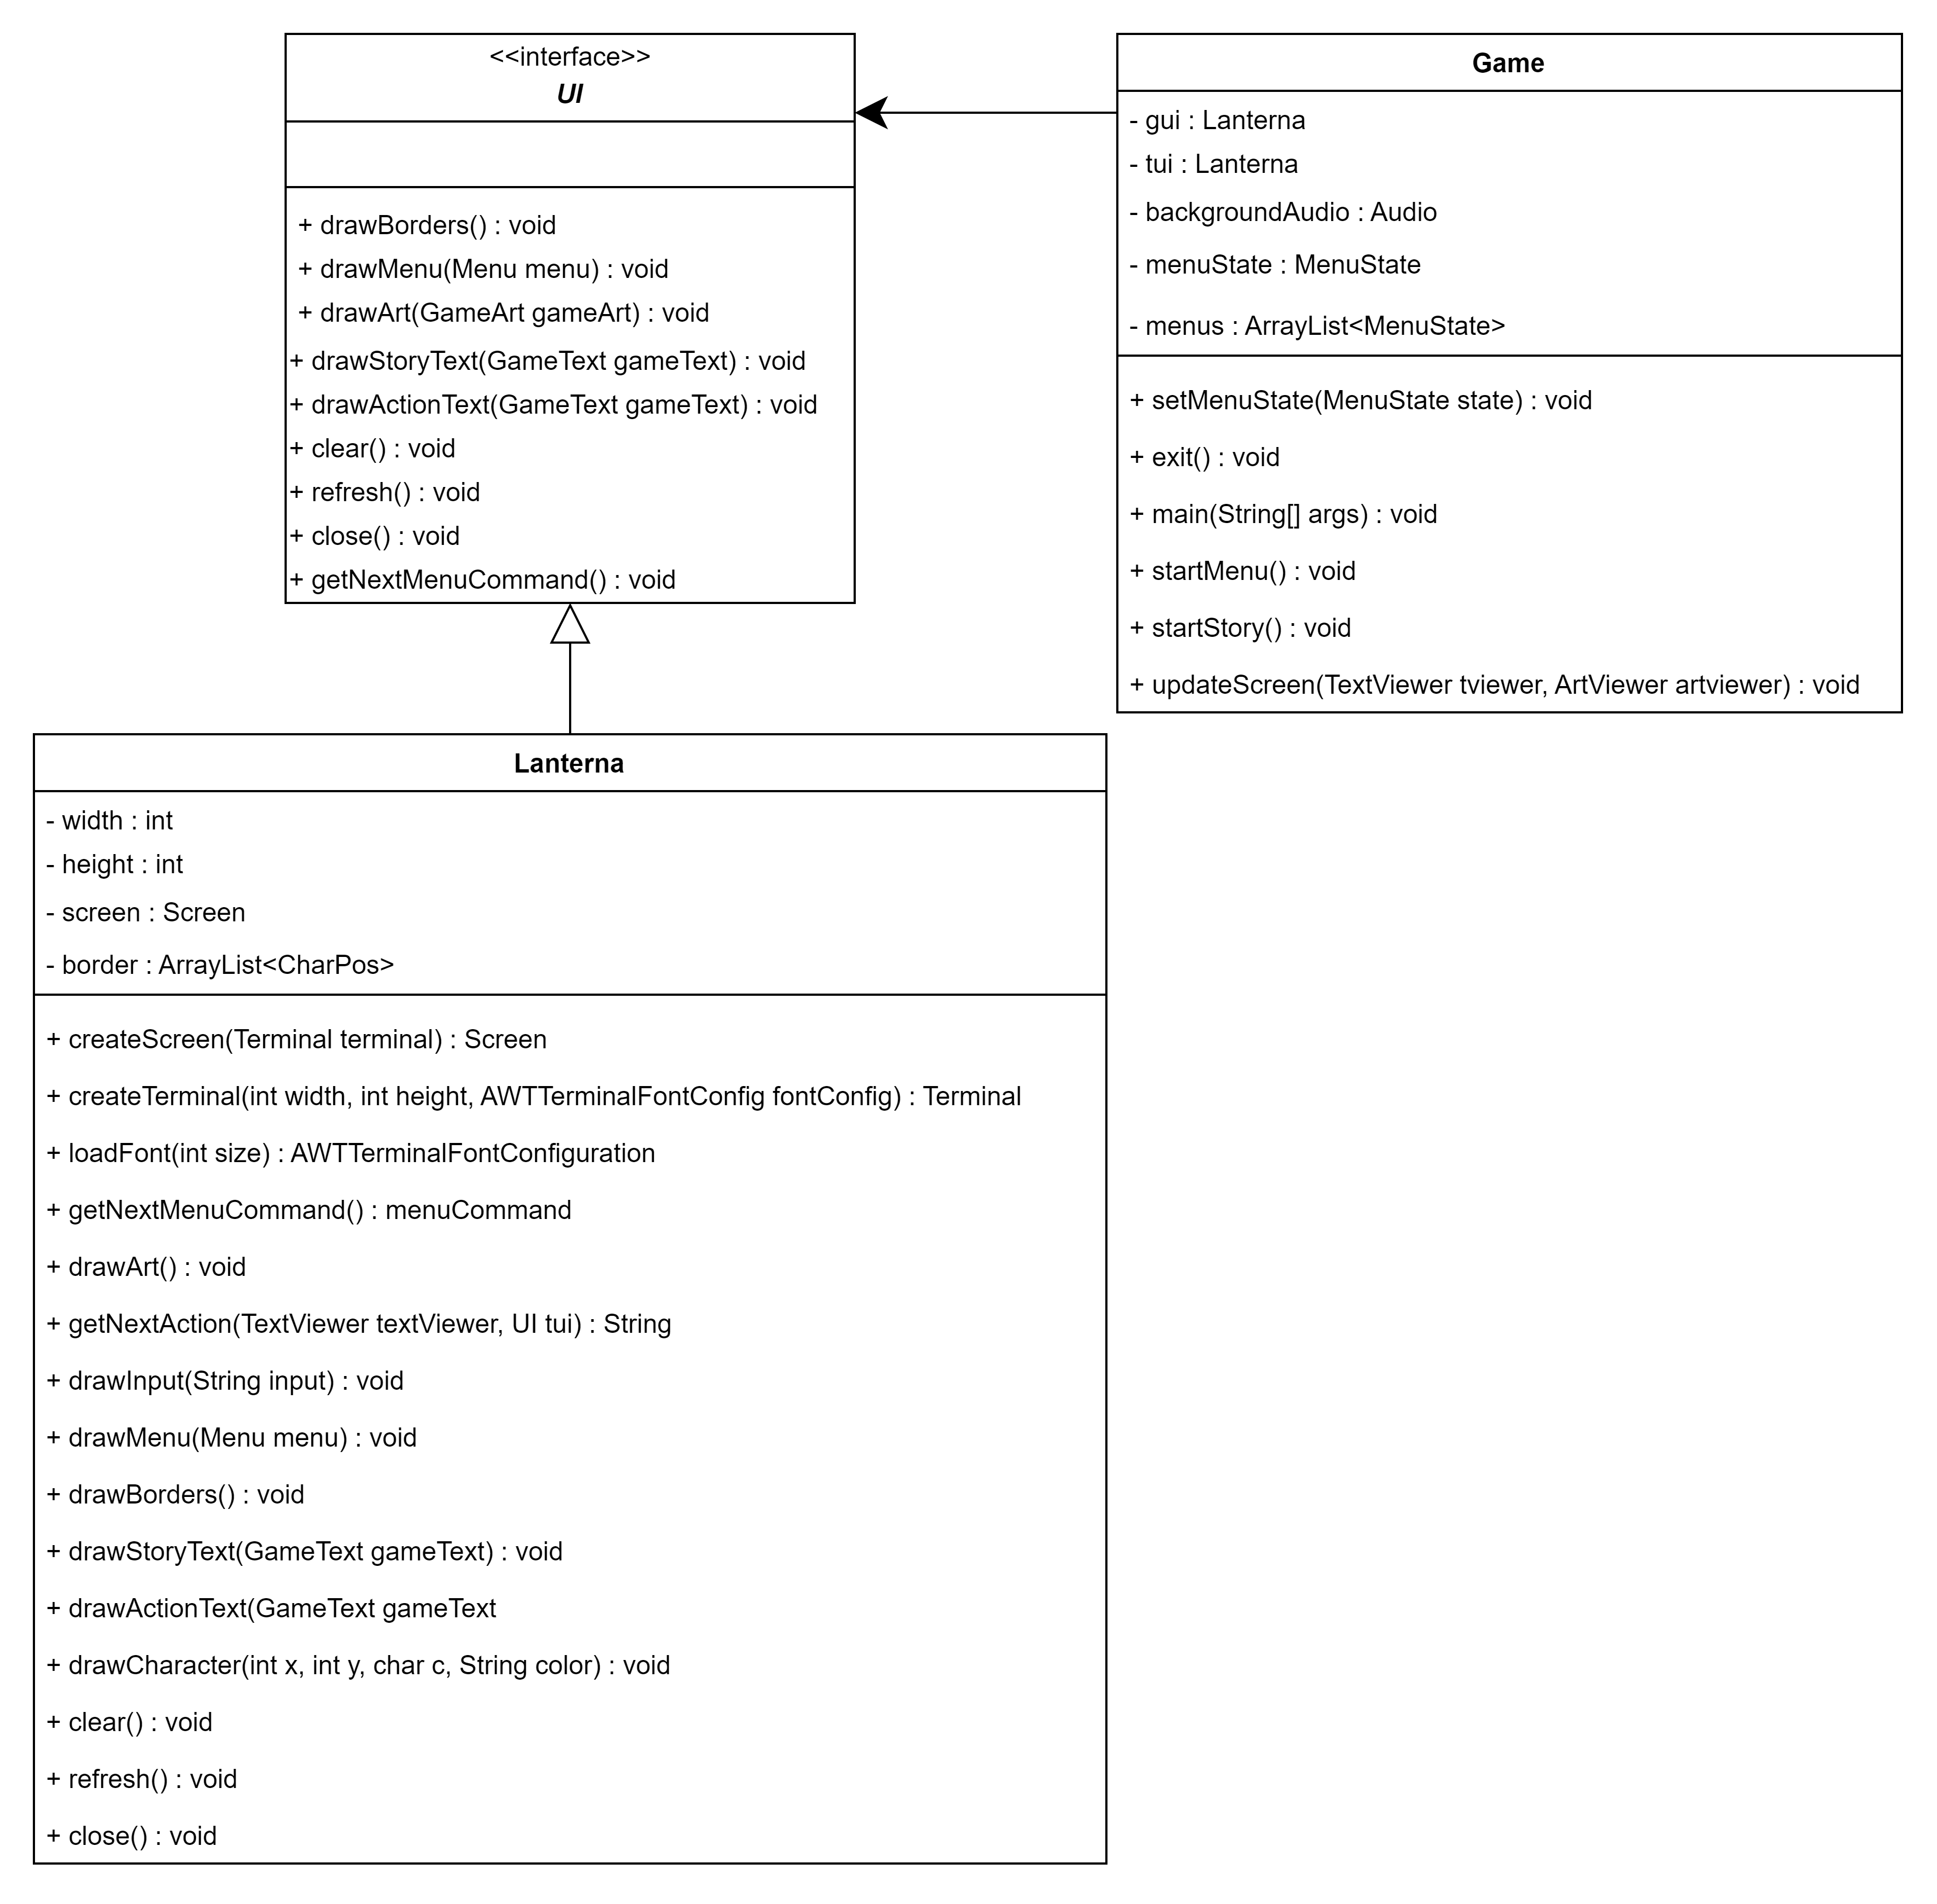 <<interface>>
UI
+ drawBorders() : void
+ drawMenu(Menu menu) : void
+ drawArt(GameArt gameArt) : void
+ drawStoryText(GameText gameText) : void
+ drawActionText(GameText gameText) : void
+ clear() : void
+ refresh() : void
+ close() : void
+ getNextMenuCommand() : void
Game
- gui : Lanterna
- tui : Lanterna
- backgroundAudio : Audio
- menuState : MenuState
- menus : ArrayList<MenuState>
+ setMenuState(MenuState state) : void
+ exit() : void
+ main(String[] args) : void
+ startMenu() : void
+ startStory() : void
+ updateScreen(TextViewer tviewer, ArtViewer artviewer) : void
Lanterna
- width : int
- height : int
- screen : Screen
- border : ArrayList<CharPos>
+ createScreen(Terminal terminal) : Screen
+ createTerminal(int width, int height, AWTTerminalFontConfig fontConfig) : Terminal
+ loadFont(int size) : AWTTerminalFontConfiguration
+ getNextMenuCommand() : menuCommand
+ drawArt() : void
+ getNextAction(TextViewer textViewer, UI tui) : String
+ drawInput(String input) : void
+ drawMenu(Menu menu) : void
+ drawBorders() : void
+ drawStoryText(GameText gameText) : void
+ drawActionText(GameText gameText
+ drawCharacter(int x, int y, char c, String color) : void
+ clear() : void
+ refresh() : void
+ close() : void